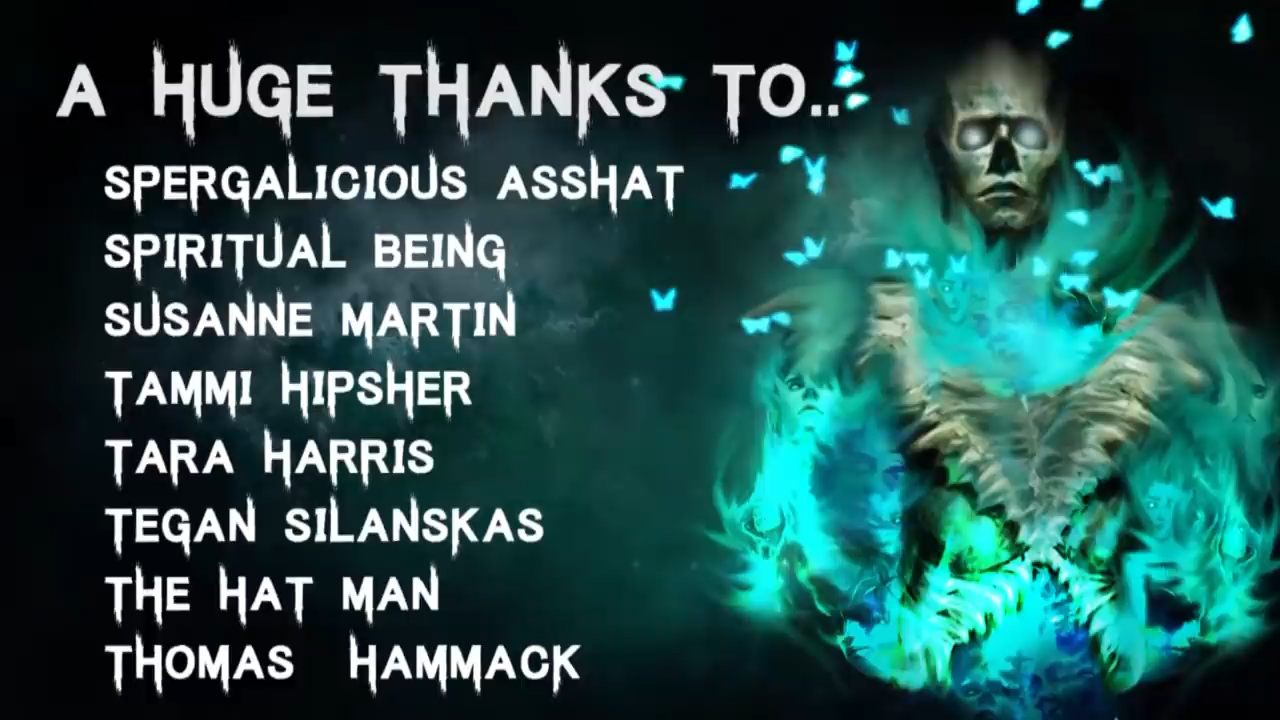 A HUGE THANKS TO..
SPERGALICIOUS ASSHAT
SPIRITUAL BEING
SUSANNE MARTIN
TAMMI HIPSHER
TARA HARRIS
TEGAN SILANSKAS
THE HAT MAN
THOMAS HAMMACK